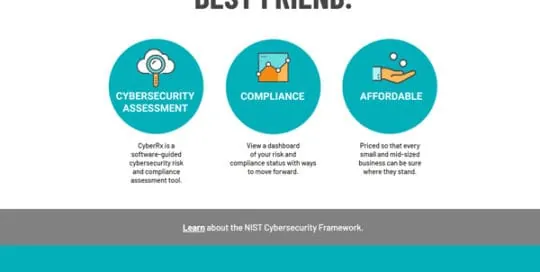 BEST FRIEND.
CYBERSECURITY
ASSESSMENT
CyberRx is a
software-guided
cybersecurity risk
and compliance
assessment tool.
COMPLIANCE
View a dashboard
of your risk and
compliance status with ways
to move forward.
AFFORDABLE
Priced so that every
small and mid-sized
business can be sure
where they stand.
Learn about the NIST Cybersecurity Framework.